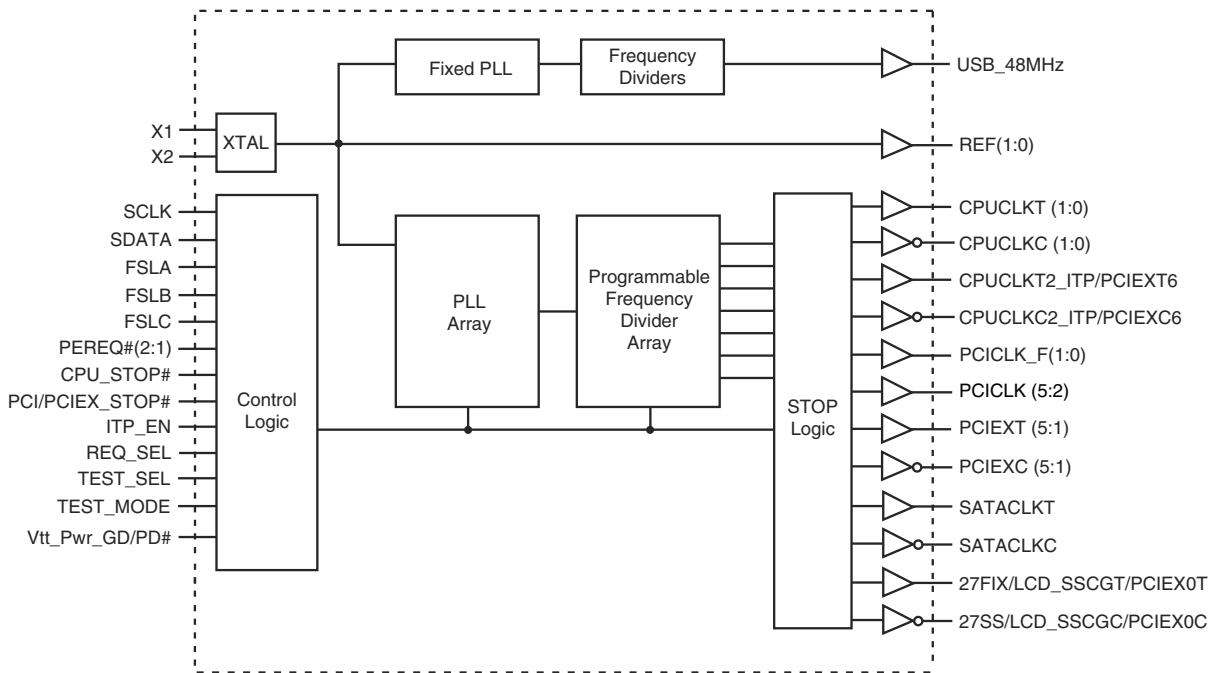 Fixed PLL
Frequency
Dividers
USB_48MHz
X1
X2
XTAL
REF(1:0)
SCLK
SDATA
FSLA
FSLB
FSLC
PEREQ#(2:1)
CPU_STOP#
PCI/PCIEX_STOP#
ITP_EN
REQ_SEL
TEST_SEL
TEST_MODE
Vtt_Pwr_GD/PD#
Control
Logic
PLL
Array
Programmable
Frequency
Divider
Array
STOP
Logic
CPUCLKT (1:0)
CPUCLKC (1:0)
CPUCLKT2_ITP/PCIEXT6
CPUCLKC2_ITP/PCIEXC6
PCICLK_F(1:0)
PCICLK (5:2)
PCIEXT (5:1)
PCIEXC (5:1)
SATACLKT
SATACLKC
27FIX/LCD_SSCGT/PCIEX0T
27SS/LCD_SSCGC/PCIEX0C